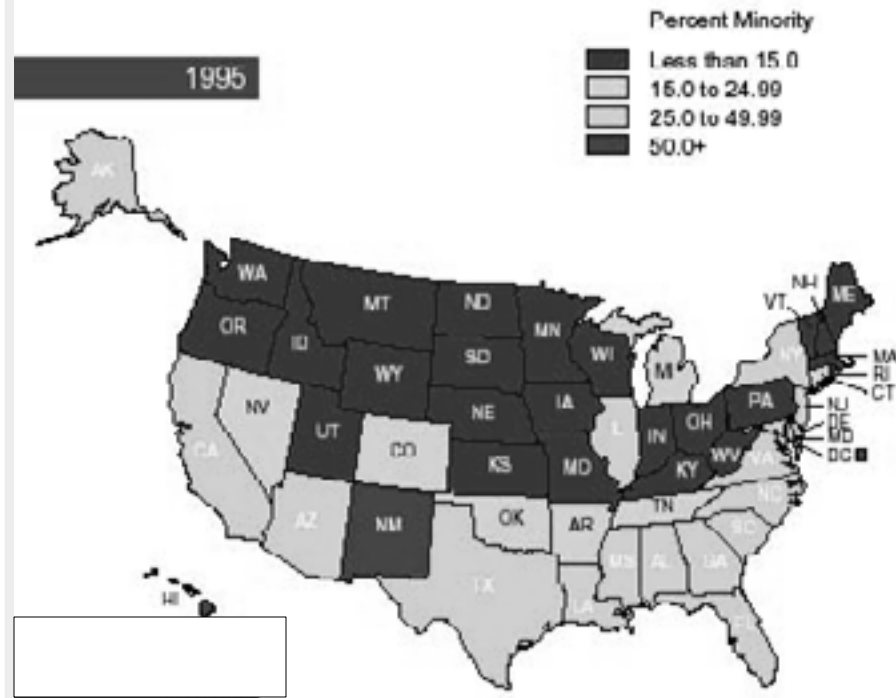 Percent Minority
Less than 15.0
15.0 to 24.99
25.0 to 49.99
50.0+
1995
AK
WA
MT
ND
MN
OR
ID
WY
SD
WI
MI
NY
VT
NH
ME
MA
RI
CT
NV
UT
CO
NE
IA
IL
IN
OH
PA
NJ
DE
MD
DC
CA
KS
MO
KY
WV
VA
AZ
NM
OK
AR
TN
NC
SC
TX
LA
MS
AL
GA
FL
HI